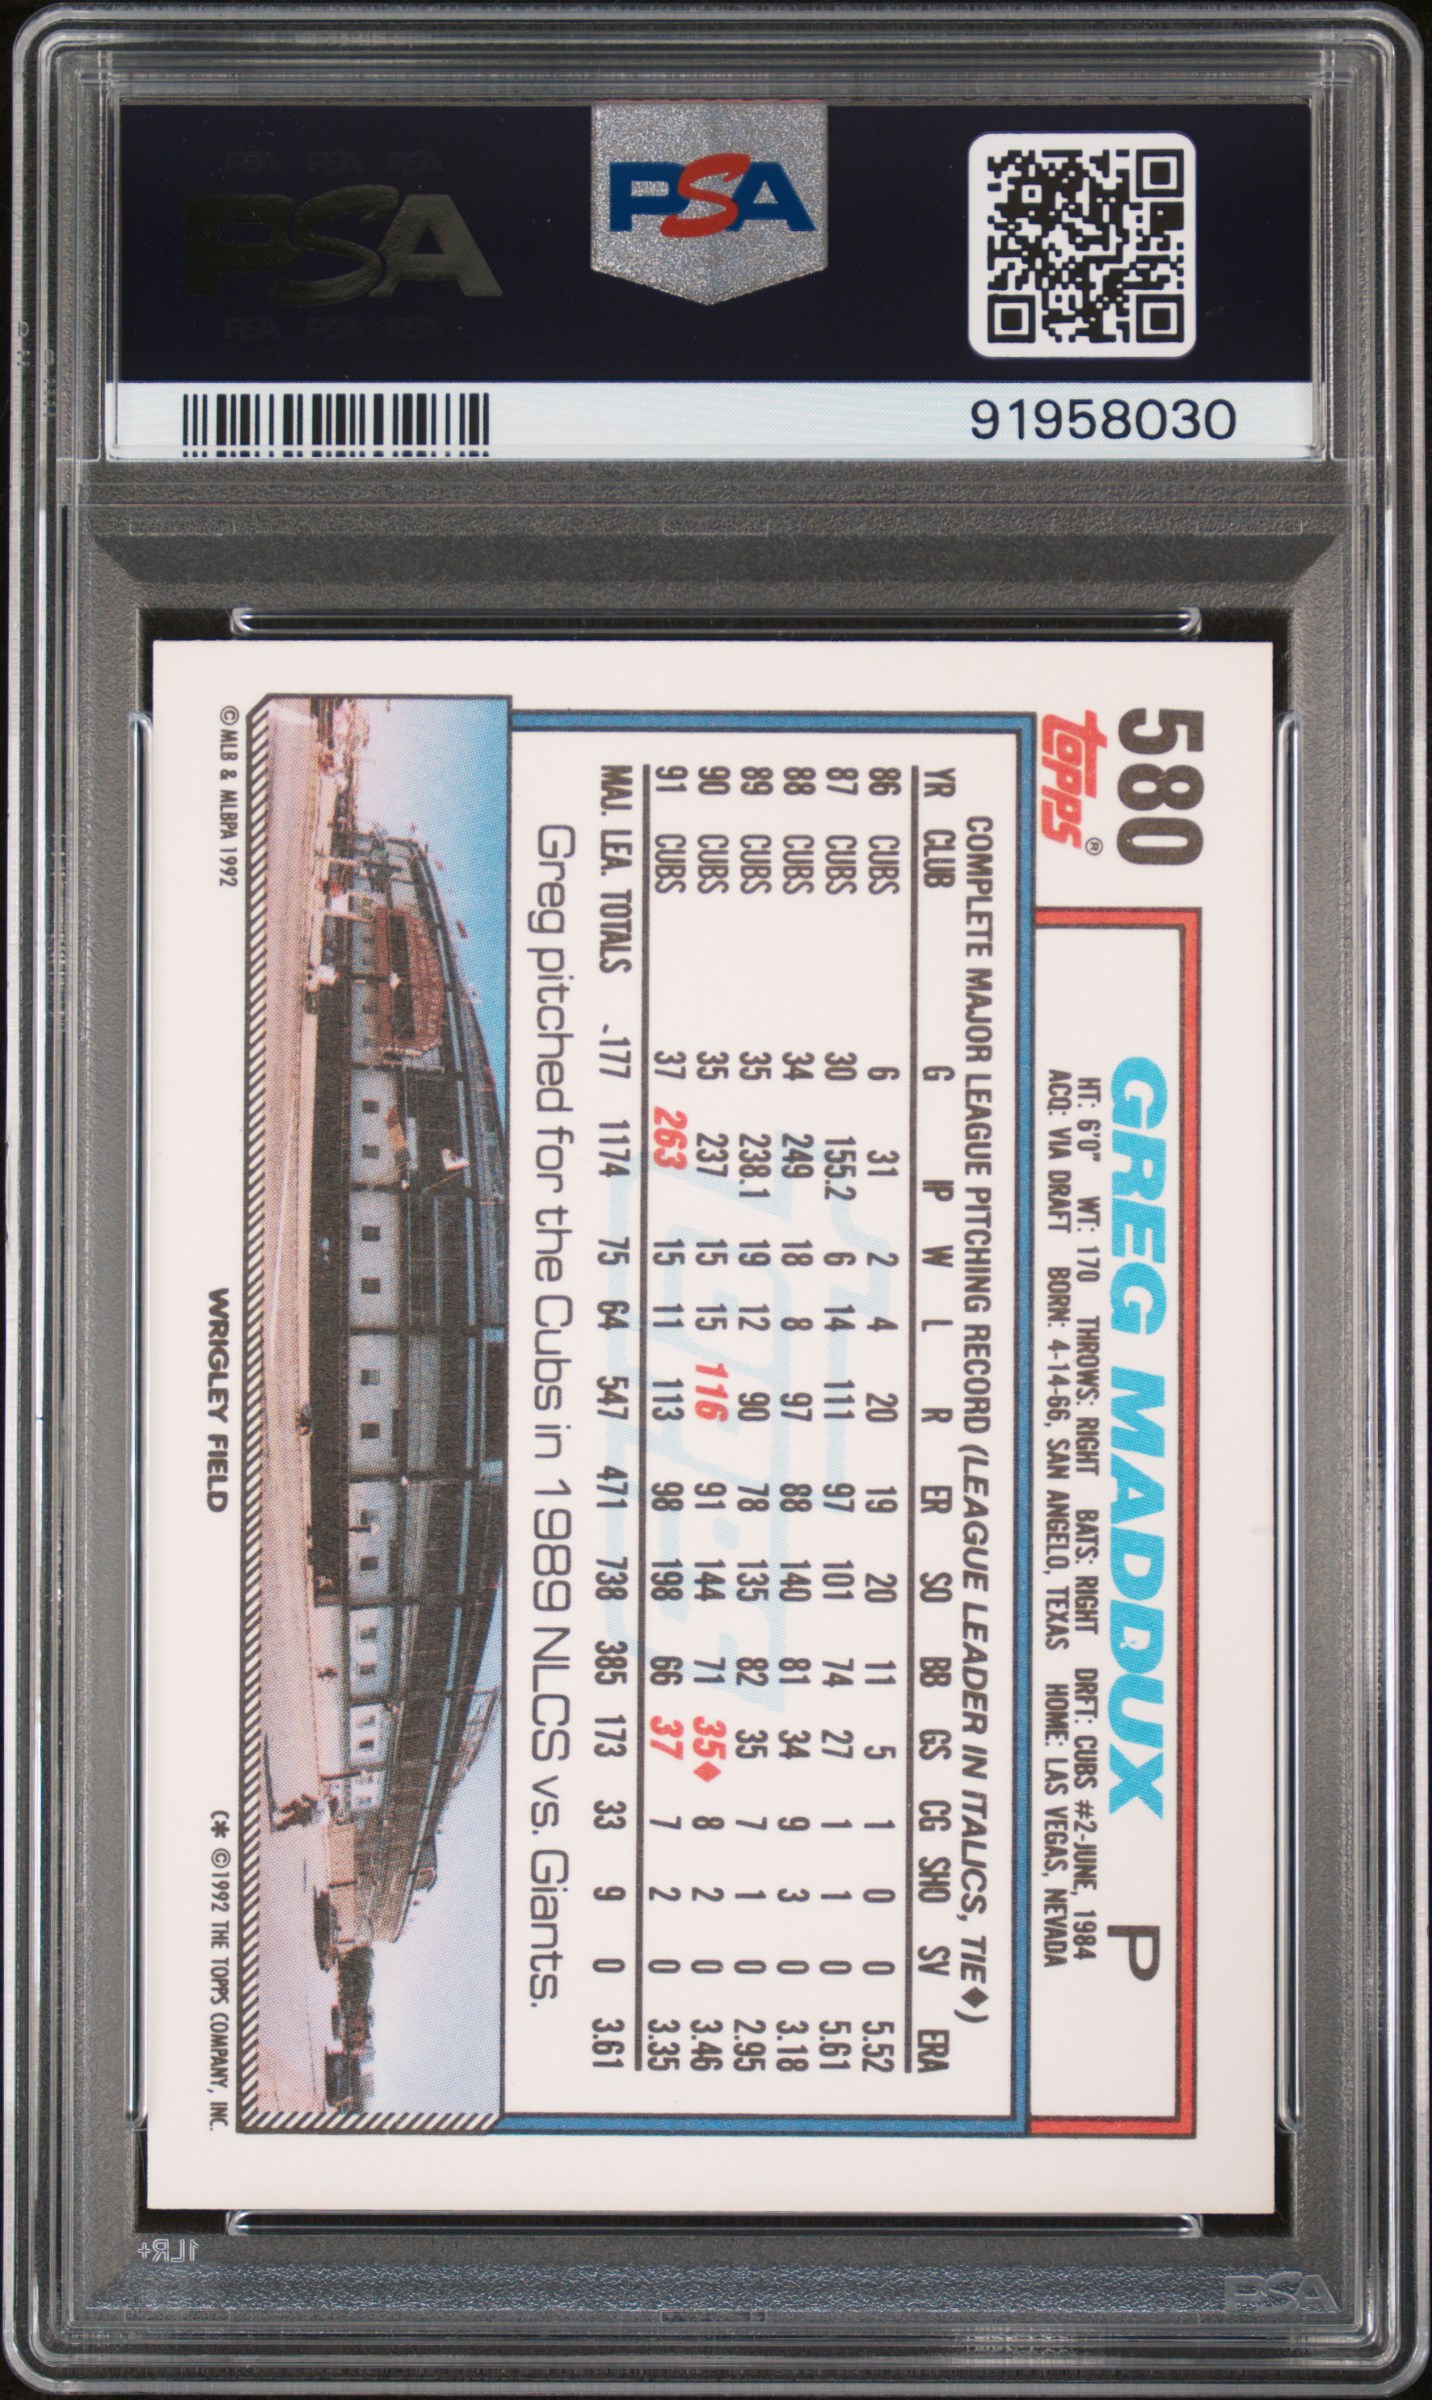 PSA PSA PSA
PSA
PSA PSA PSA
PSA
91958030
580
topps®
GREG MADDUX P
HT: 6'0" WT: 170 THROWS: RIGHT BATS: RIGHT DRFT: CUBS #2-JUNE, 1984
ACQ: VIA DRAFT BORN: 4-14-66, SAN ANGELO, TEXAS HOME: LAS VEGAS, NEVADA
COMPLETE MAJOR LEAGUE PITCHING RECORD (LEAGUE LEADER IN ITALICS, TIE♦)
YR CLUB G IP W L R ER SO BB GS CG SHO SV ERA
86 CUBS 6 31 2 4 20 19 20 11 5 1 0 0 5.52
87 CUBS 30 155.2 6 14 111 97 101 74 27 1 1 0 5.61
88 CUBS 34 249 18 8 97 88 140 81 34 9 3 0 3.18
89 CUBS 35 238.1 19 12 90 78 135 82 35 7 1 0 2.95
90 CUBS 35 237 15 15 116 91 144 71 35♦ 8 2 0 3.46
91 CUBS 37 263 15 11 113 98 198 66 37 7 2 0 3.35
MAJ. LEA. TOTALS -177 1174 75 64 547 471 738 385 173 33 9 0 3.61
Greg pitched for the Cubs in 1989 NLCS vs. Giants.
© MLB & MLBPA 1992
WRIGLEY FIELD
C* ©1992 THE TOPPS COMPANY, INC.
1LR+
PSA